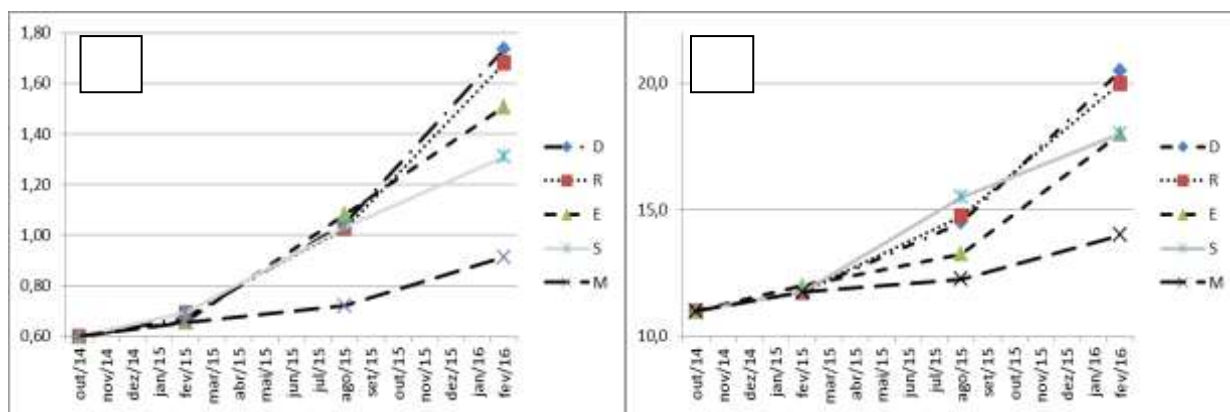 1,80
1,60
1,40
1,20
1,00
0,80
0,60
out/14
nov/14
dez/14
jan/15
fev/15
mar/15
abr/15
mai/15
jun/15
jul/15
ago/15
set/15
out/15
nov/15
dez/15
jan/16
fev/16
D
R
E
S
M
20,0
15,0
10,0
out/14
nov/14
dez/14
jan/15
fev/15
mar/15
abr/15
mai/15
jun/15
jul/15
ago/15
set/15
out/15
nov/15
dez/15
jan/16
fev/16
D
R
E
S
M